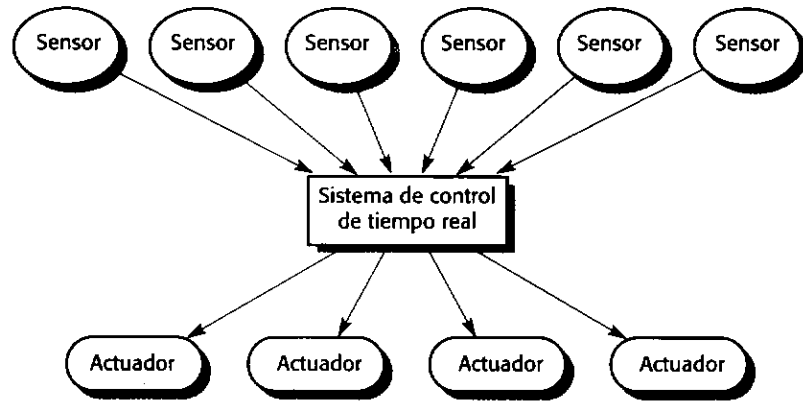 Sensor
Sensor
Sensor
Sensor
Sensor
Sensor
Sistema de control
de tiempo real
Actuador
Actuador
Actuador
Actuador